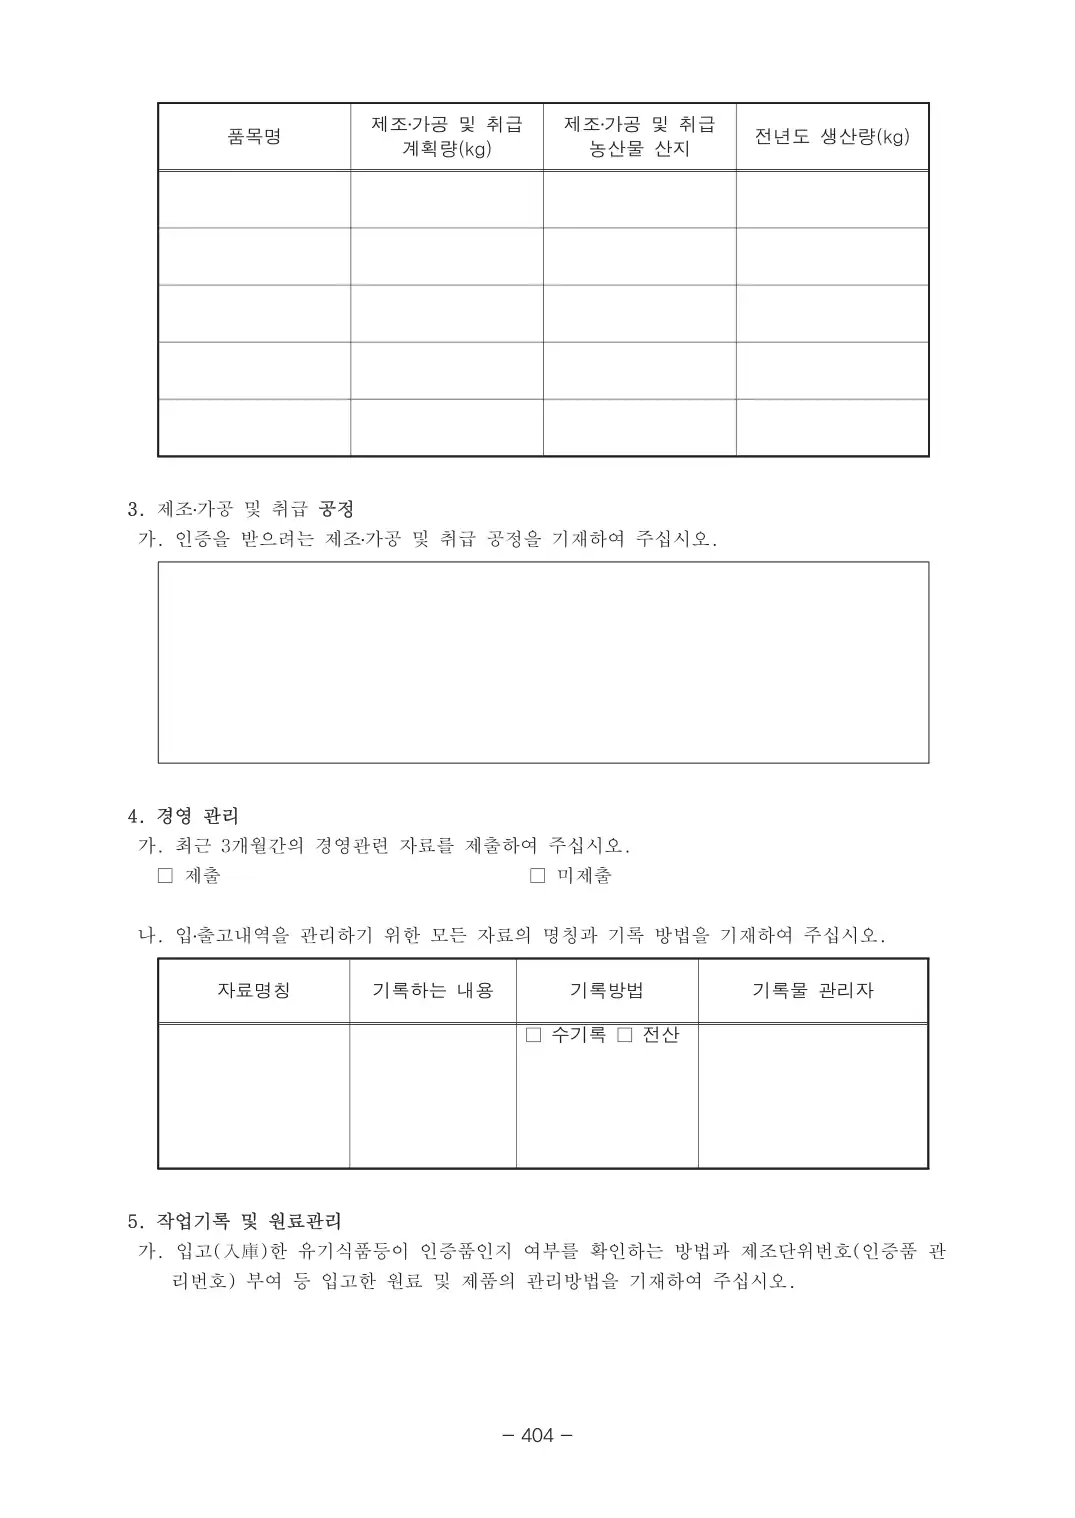 품목명
제조·가공 및 취급 계획량(kg)
제조·가공 및 취급 농산물 산지
전년도 생산량(kg)
3. 제조·가공 및 취급 공정
가. 인증을 받으려는 제조·가공 및 취급 공정을 기재하여 주십시오.
4. 경영 관리
가. 최근 3개월간의 경영관련 자료를 제출하여 주십시오.
□ 제출 □ 미제출
나. 입·출고내역을 관리하기 위한 모든 자료의 명칭과 기록 방법을 기재하여 주십시오.
자료명칭 기록하는 내용 기록방법 기록물 관리자
□ 수기록 □ 전산
5. 작업기록 및 원료관리
가. 입고(入庫)한 유기식품등이 인증품인지 여부를 확인하는 방법과 제조단위번호(인증품 관
리번호) 부여 등 입고한 원료 및 제품의 관리방법을 기재하여 주십시오.
- 404 -